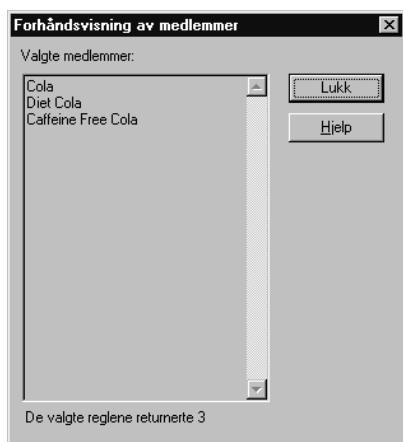 Forhåndsvisning av medlemmer
Valgte medlemmer:
Cola
Diet Cola
Caffeine Free Cola
Lukk
Hjelp
De valgte reglene returnerte 3